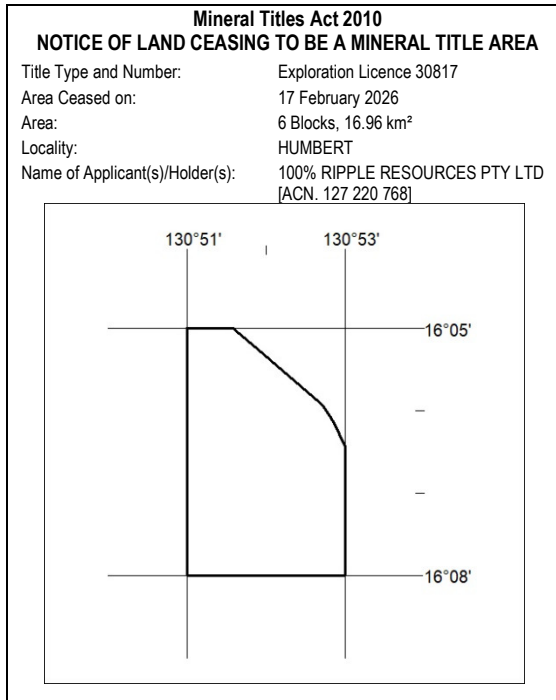 Mineral Titles Act 2010
NOTICE OF LAND CEASING TO BE A MINERAL TITLE AREA
Title Type and Number: Exploration Licence 30817
Area Ceased on: 17 February 2026
Area: 6 Blocks, 16.96 km²
Locality: HUMBERT
Name of Applicant(s)/Holder(s): 100% RIPPLE RESOURCES PTY LTD
[ACN. 127 220 768]
130°51' 130°53'
16°05'
16°08'